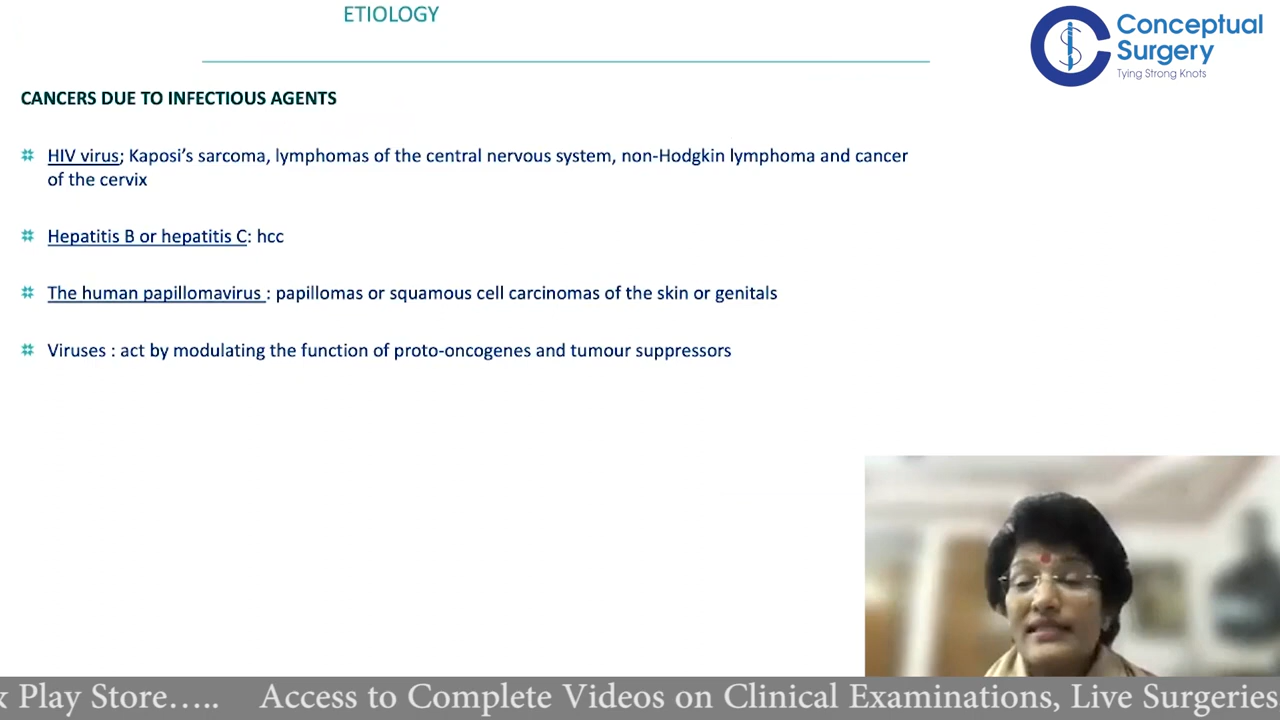 ETIOLOGY
Conceptual
Surgery
Tying Strong Knots
CANCERS DUE TO INFECTIOUS AGENTS
HIV virus; Kaposi's sarcoma, lymphomas of the central nervous system, non-Hodgkin lymphoma and cancer
of the cervix
Hepatitis B or hepatitis C: hcc
The human papillomavirus : papillomas or squamous cell carcinomas of the skin or genitals
Viruses : act by modulating the function of proto-oncogenes and tumour suppressors
& Play Store..... Access to Complete Videos on Clinical Examinations, Live Surgeries